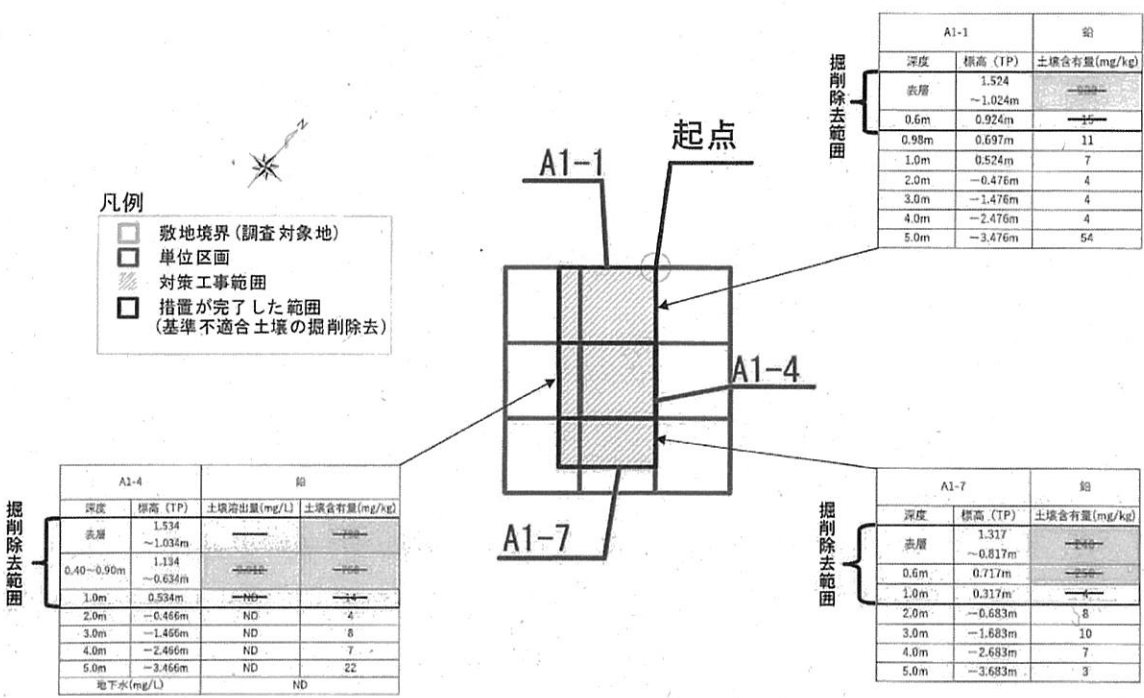 A1-1 鉛
深度 標高 (TP) 土壌含有量(mg/kg)
表層 1.524
～1.024m
0.6m 0.924m 15
0.98m 0.697m 11
1.0m 0.524m 7
2.0m －0.476m 4
3.0m －1.476m 4
4.0m －2.476m 4
5.0m －3.476m 54
掘削除去範囲
N
起点
A1-1
凡例
敷地境界(調査対象地)
単位区画
対策工事範囲
措置が完了した範囲
(基準不適合土壌の掘削除去)
A1-4
A1-7
A1-4 鉛
深度 標高 (TP) 土壌溶出量(mg/L) 土壌含有量(mg/kg)
表層 1.534
～1.034m
0.40～0.90m 1.134
～0.634m 0.012
1.0m 0.534m ND 14
2.0m －0.466m ND 4
3.0m －1.466m ND 8
4.0m －2.466m ND 7
5.0m －3.466m ND 22
地下水(mg/L) ND
掘削除去範囲
A1-7 鉛
深度 標高 (TP) 土壌含有量(mg/kg)
表層 1.317
～0.817m 240
0.6m 0.717m 250
1.0m 0.317m 4
2.0m －0.683m 8
3.0m －1.683m 10
4.0m －2.683m 7
5.0m －3.683m 3
掘削除去範囲